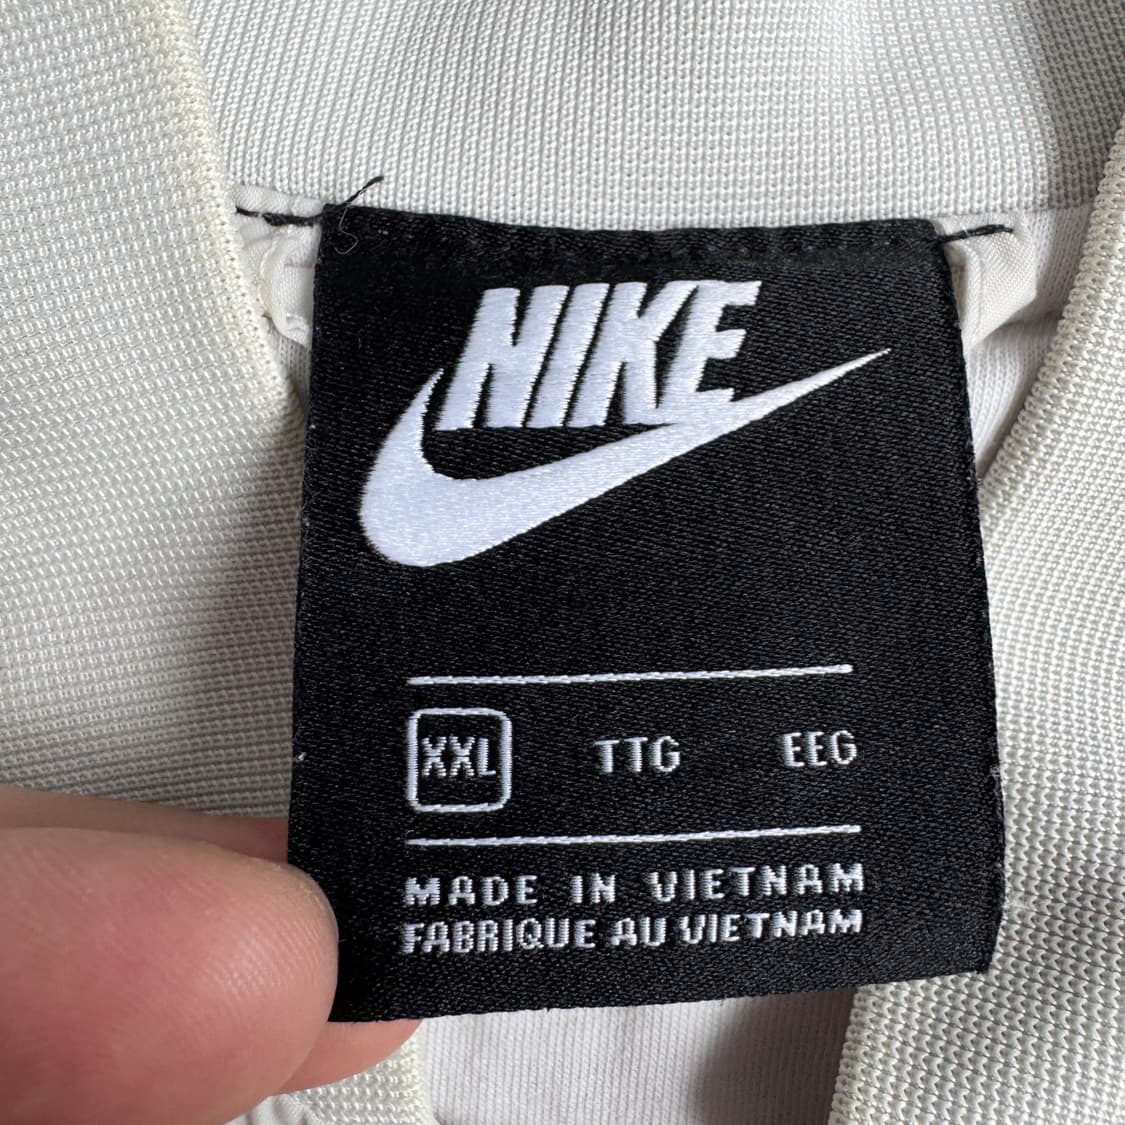 NIKE
XXL TTG EEG
MADE IN VIETNAM
FABRIQUE AU VIETNAM